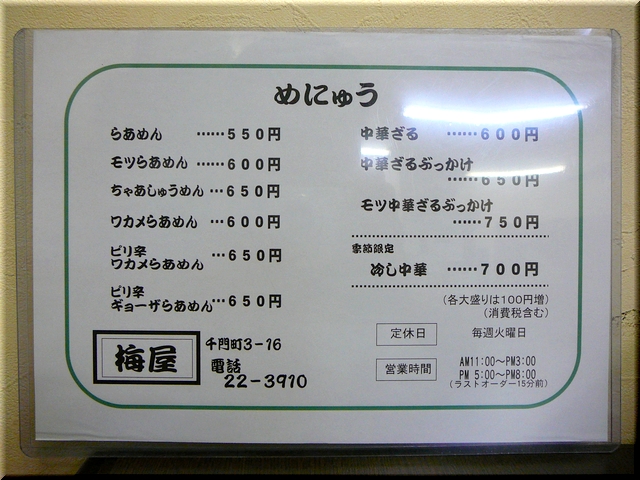 めにゅう
らあめん ……550円
モツらあめん ……600円
ちゃあしゅうめん …650円
ワカメらあめん …600円
ピリ辛
ワカメらあめん …650円
ピリ辛
ギョーザらあめん…650円
中華ざる ……600円
中華ざるぶっかけ
……650円
モツ中華ざるぶっかけ
……750円
季節限定
冷し中華 ……700円
(各大盛りは100円増)
(消費税含む)
定休日 毎週火曜日
営業時間 AM11:00～PM3:00
PM 5:00～PM8:00
(ラストオーダー15分前)
梅屋
千門町3-16
電話
22-3910